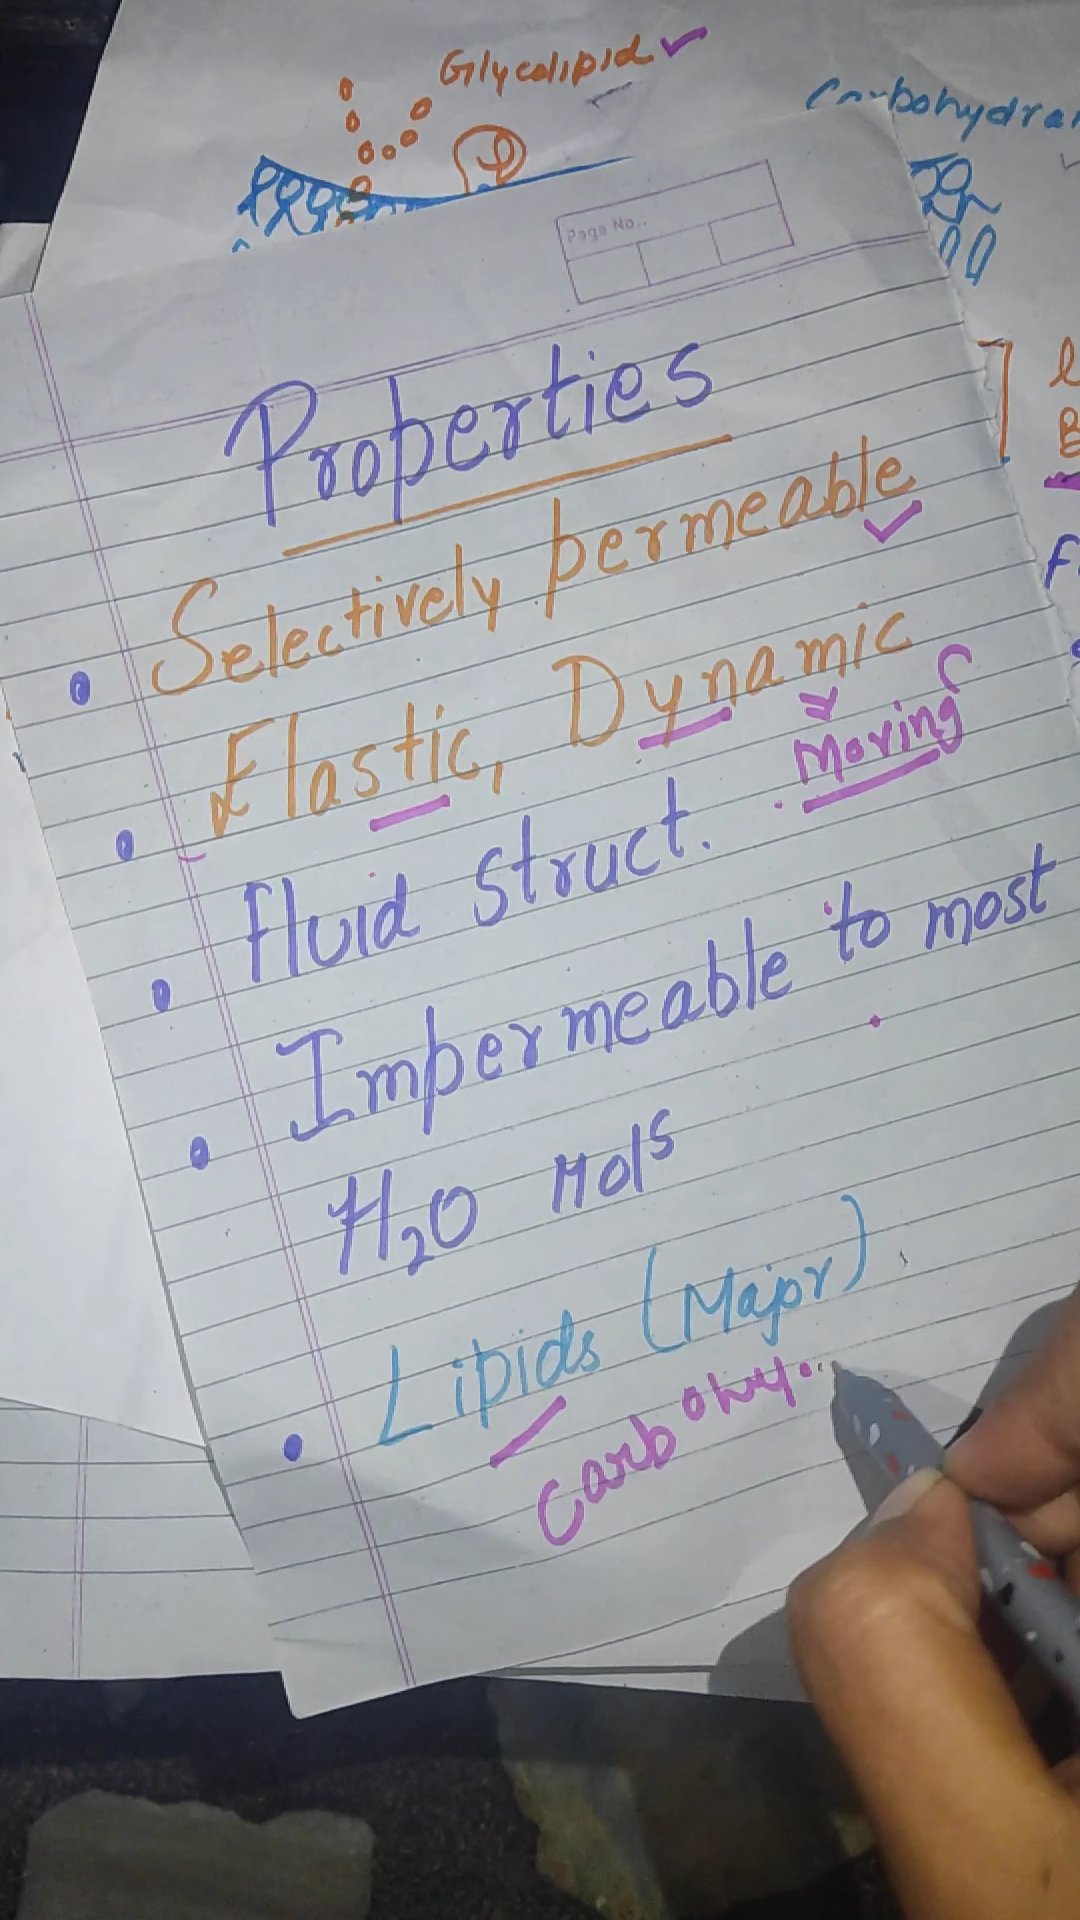 Glycolipid
Page No.:
Properties
Selectively permeable
Elastic, Dynamic
Moving
Fluid struct.
Impermeable to most
H₂O Mols
Lipids (Major)
Carbohy